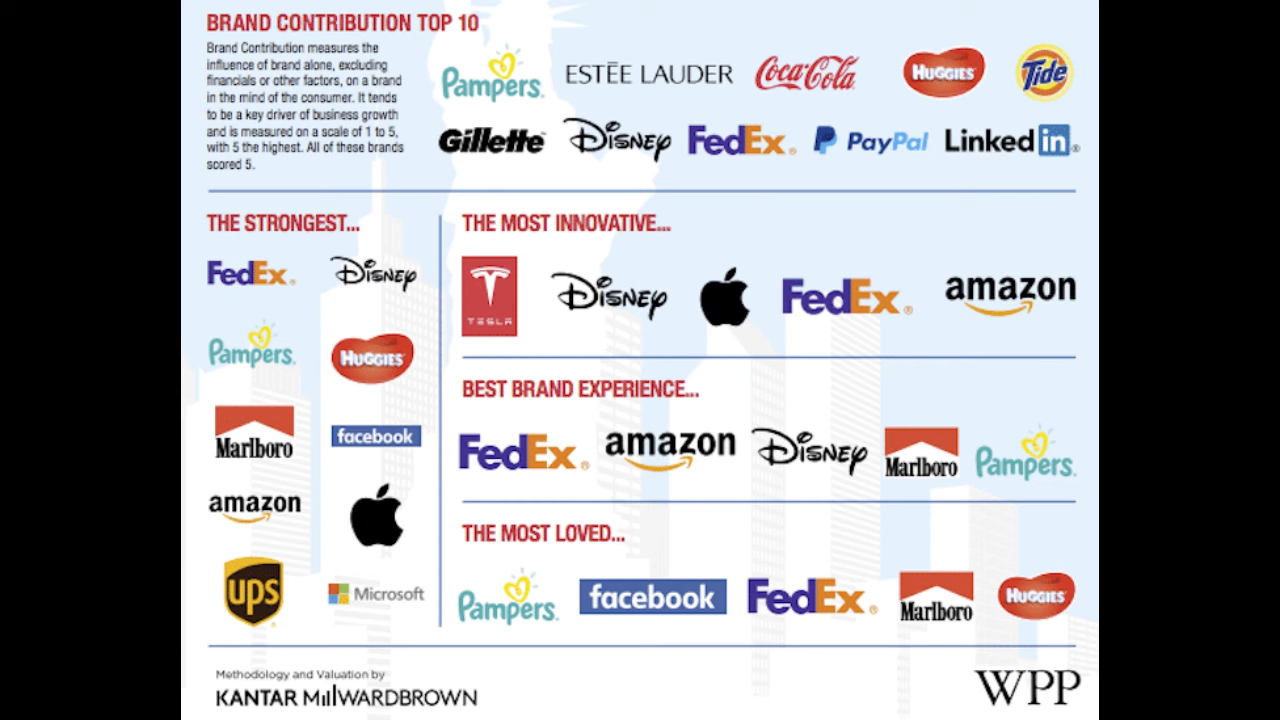 BRAND CONTRIBUTION TOP 10
Brand Contribution measures the
influence of brand alone, excluding
financials or other factors, on a brand
in the mind of the consumer. It tends
to be a key driver of business growth
and is measured on a scale of 1 to 5,
with 5 the highest. All of these brands
scored 5.
Pampers. ESTĒE LAUDER Coca-Cola HUGGIES Tide
Gillette Disney FedEx® PayPal Linked in®
THE STRONGEST...
FedEx® Disney
Pampers. HUGGIES
Marlboro facebook
amazon
ups Microsoft
THE MOST INNOVATIVE...
TESLA Disney FedEx® amazon
BEST BRAND EXPERIENCE...
FedEx® amazon Disney Marlboro Pampers.
THE MOST LOVED...
Pampers. facebook FedEx® Marlboro HUGGIES
Methodology and Valuation by
KANTAR MillWARDBROWN
WPP